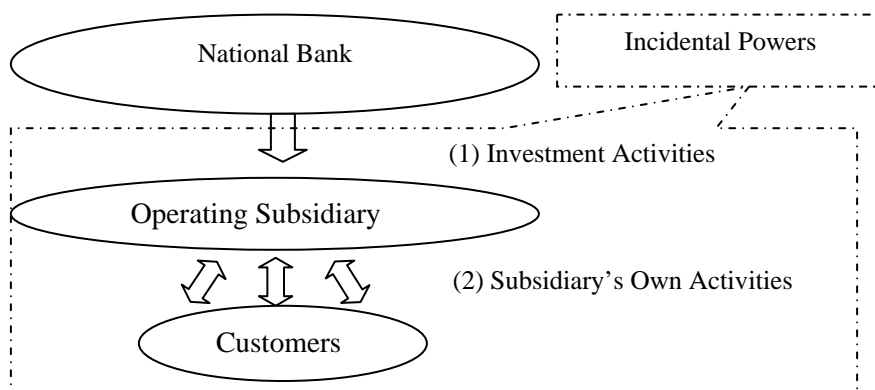 National Bank
Incidental Powers
(1) Investment Activities
Operating Subsidiary
(2) Subsidiary’s Own Activities
Customers